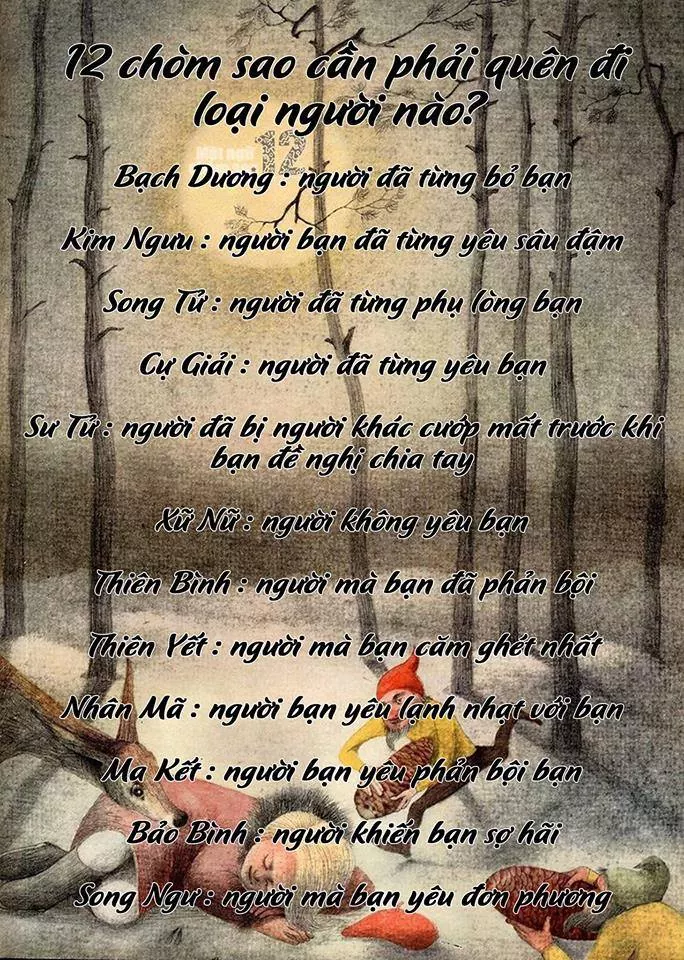 12 chòm sao cần phải quên đi
loại người nào?
Một ngày
12
Bạch Dương : người đã từng bỏ bạn
Kim Ngưu : người bạn đã từng yêu sâu đậm
Song Tử : người đã từng phụ lòng bạn
Cự Giải : người đã từng yêu bạn
Sư Tử : người đã bị người khác cướp mất trước khi
bạn đề nghị chia tay
Xữ Nữ : người không yêu bạn
Thiên Bình : người mà bạn đã phản bội
Thiên Yết : người mà bạn căm ghét nhất
Nhân Mã : người bạn yêu lạnh nhạt với bạn
Ma Kết : người bạn yêu phản bội bạn
Bảo Bình : người khiến bạn sợ hãi
Song Ngư : người mà bạn yêu đơn phương